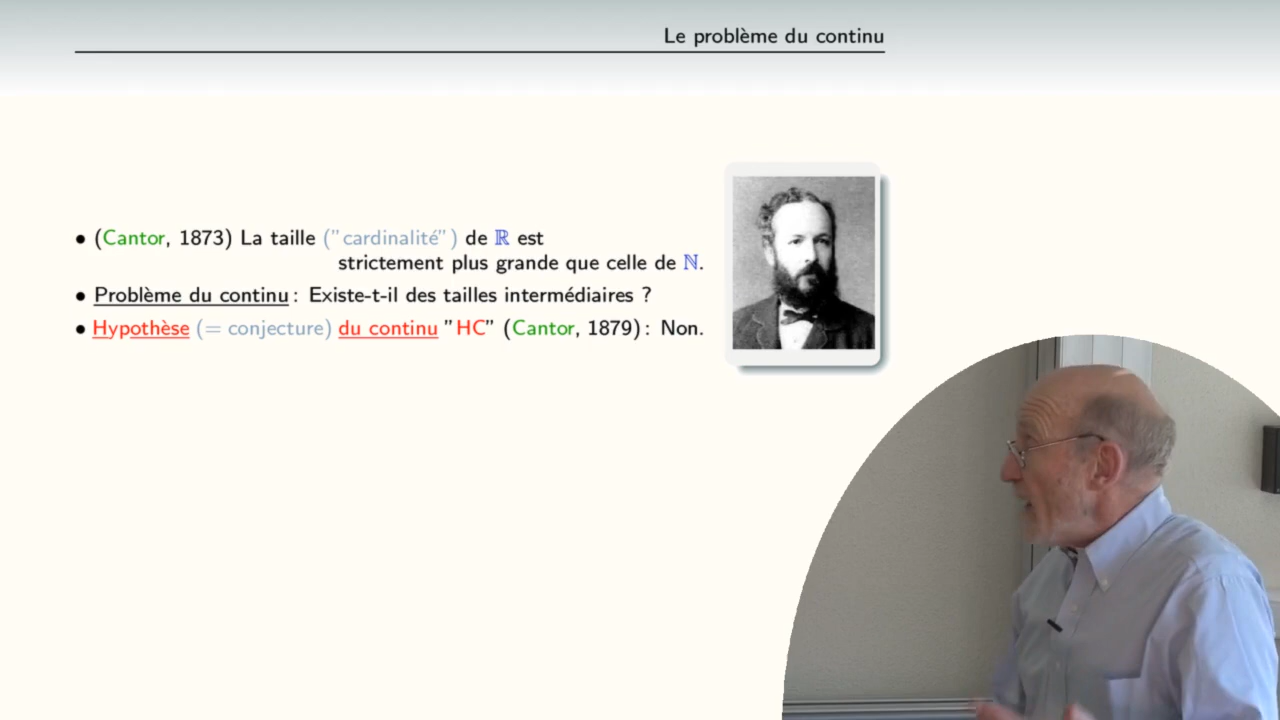 Le problème du continu
• (Cantor, 1873) La taille ("cardinalité") de ℝ est
strictement plus grande que celle de ℕ.
• Problème du continu : Existe-t-il des tailles intermédiaires ?
• Hypothèse (= conjecture) du continu "HC" (Cantor, 1879) : Non.